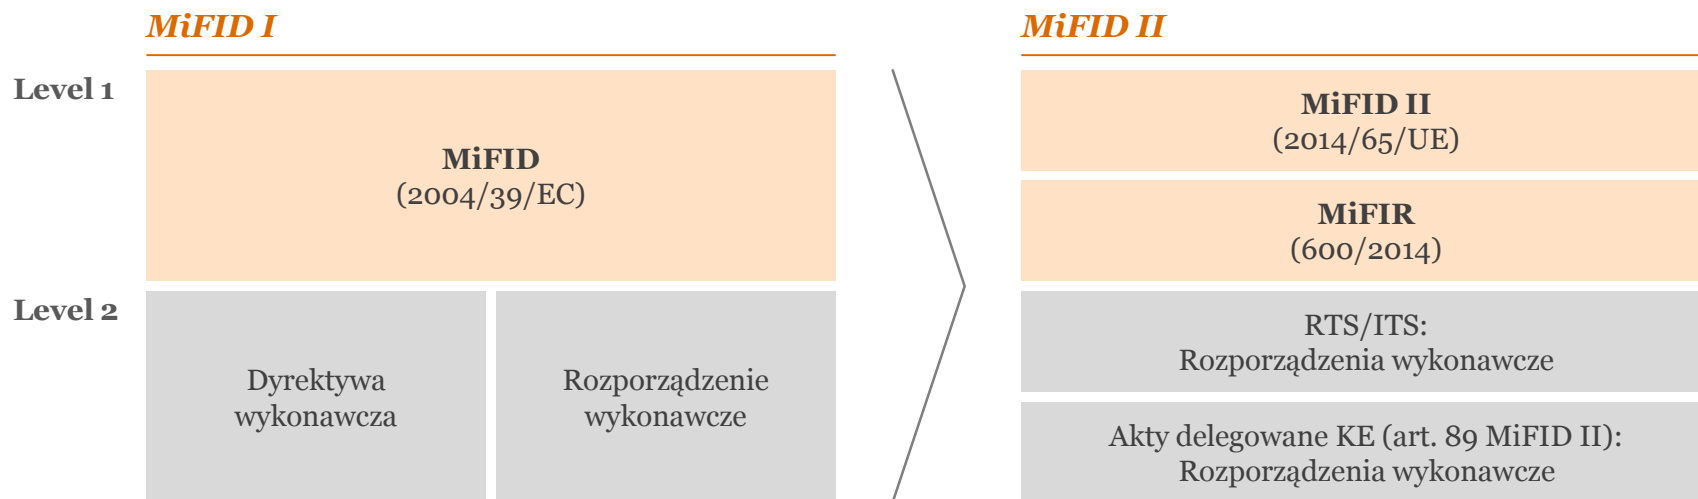 MiFID I
Level 1
MiFID
(2004/39/EC)
Level 2
Dyrektywa
wykonawcza
Rozporządzenie
wykonawcze
MiFID II
MiFID II
(2014/65/UE)
MiFIR
(600/2014)
RTS/ITS:
Rozporządzenia wykonawcze
Akty delegowane KE (art. 89 MiFID II):
Rozporządzenia wykonawcze